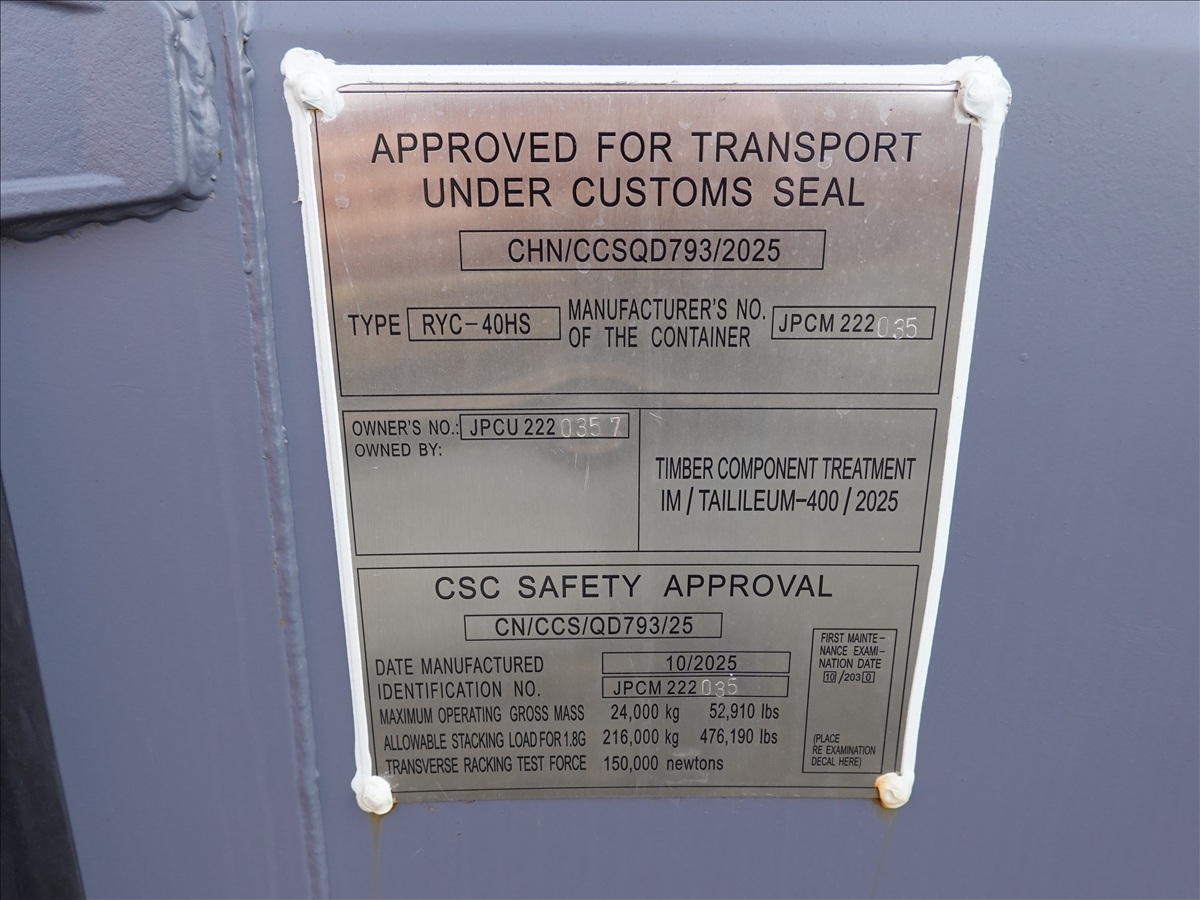 APPROVED FOR TRANSPORT
UNDER CUSTOMS SEAL
CHN/CCSQD793/2025
TYPE RYC-40HS MANUFACTURER'S NO. OF THE CONTAINER JPCM 222035
OWNER'S NO.: JPCU 222 035 7
OWNED BY:
TIMBER COMPONENT TREATMENT
IM / TAILILEUM-400 / 2025
CSC SAFETY APPROVAL
CN/CCS/QD793/25
DATE MANUFACTURED 10/2025
IDENTIFICATION NO. JPCM 222035
MAXIMUM OPERATING GROSS MASS 24,000 kg 52,910 lbs
ALLOWABLE STACKING LOAD FOR 1.8G 216,000 kg 476,190 lbs
TRANSVERSE RACKING TEST FORCE 150,000 newtons
FIRST MAINTE-
NANCE EXAMI-
NATION DATE
10/2030
(PLACE
RE EXAMINATION
DECAL HERE)